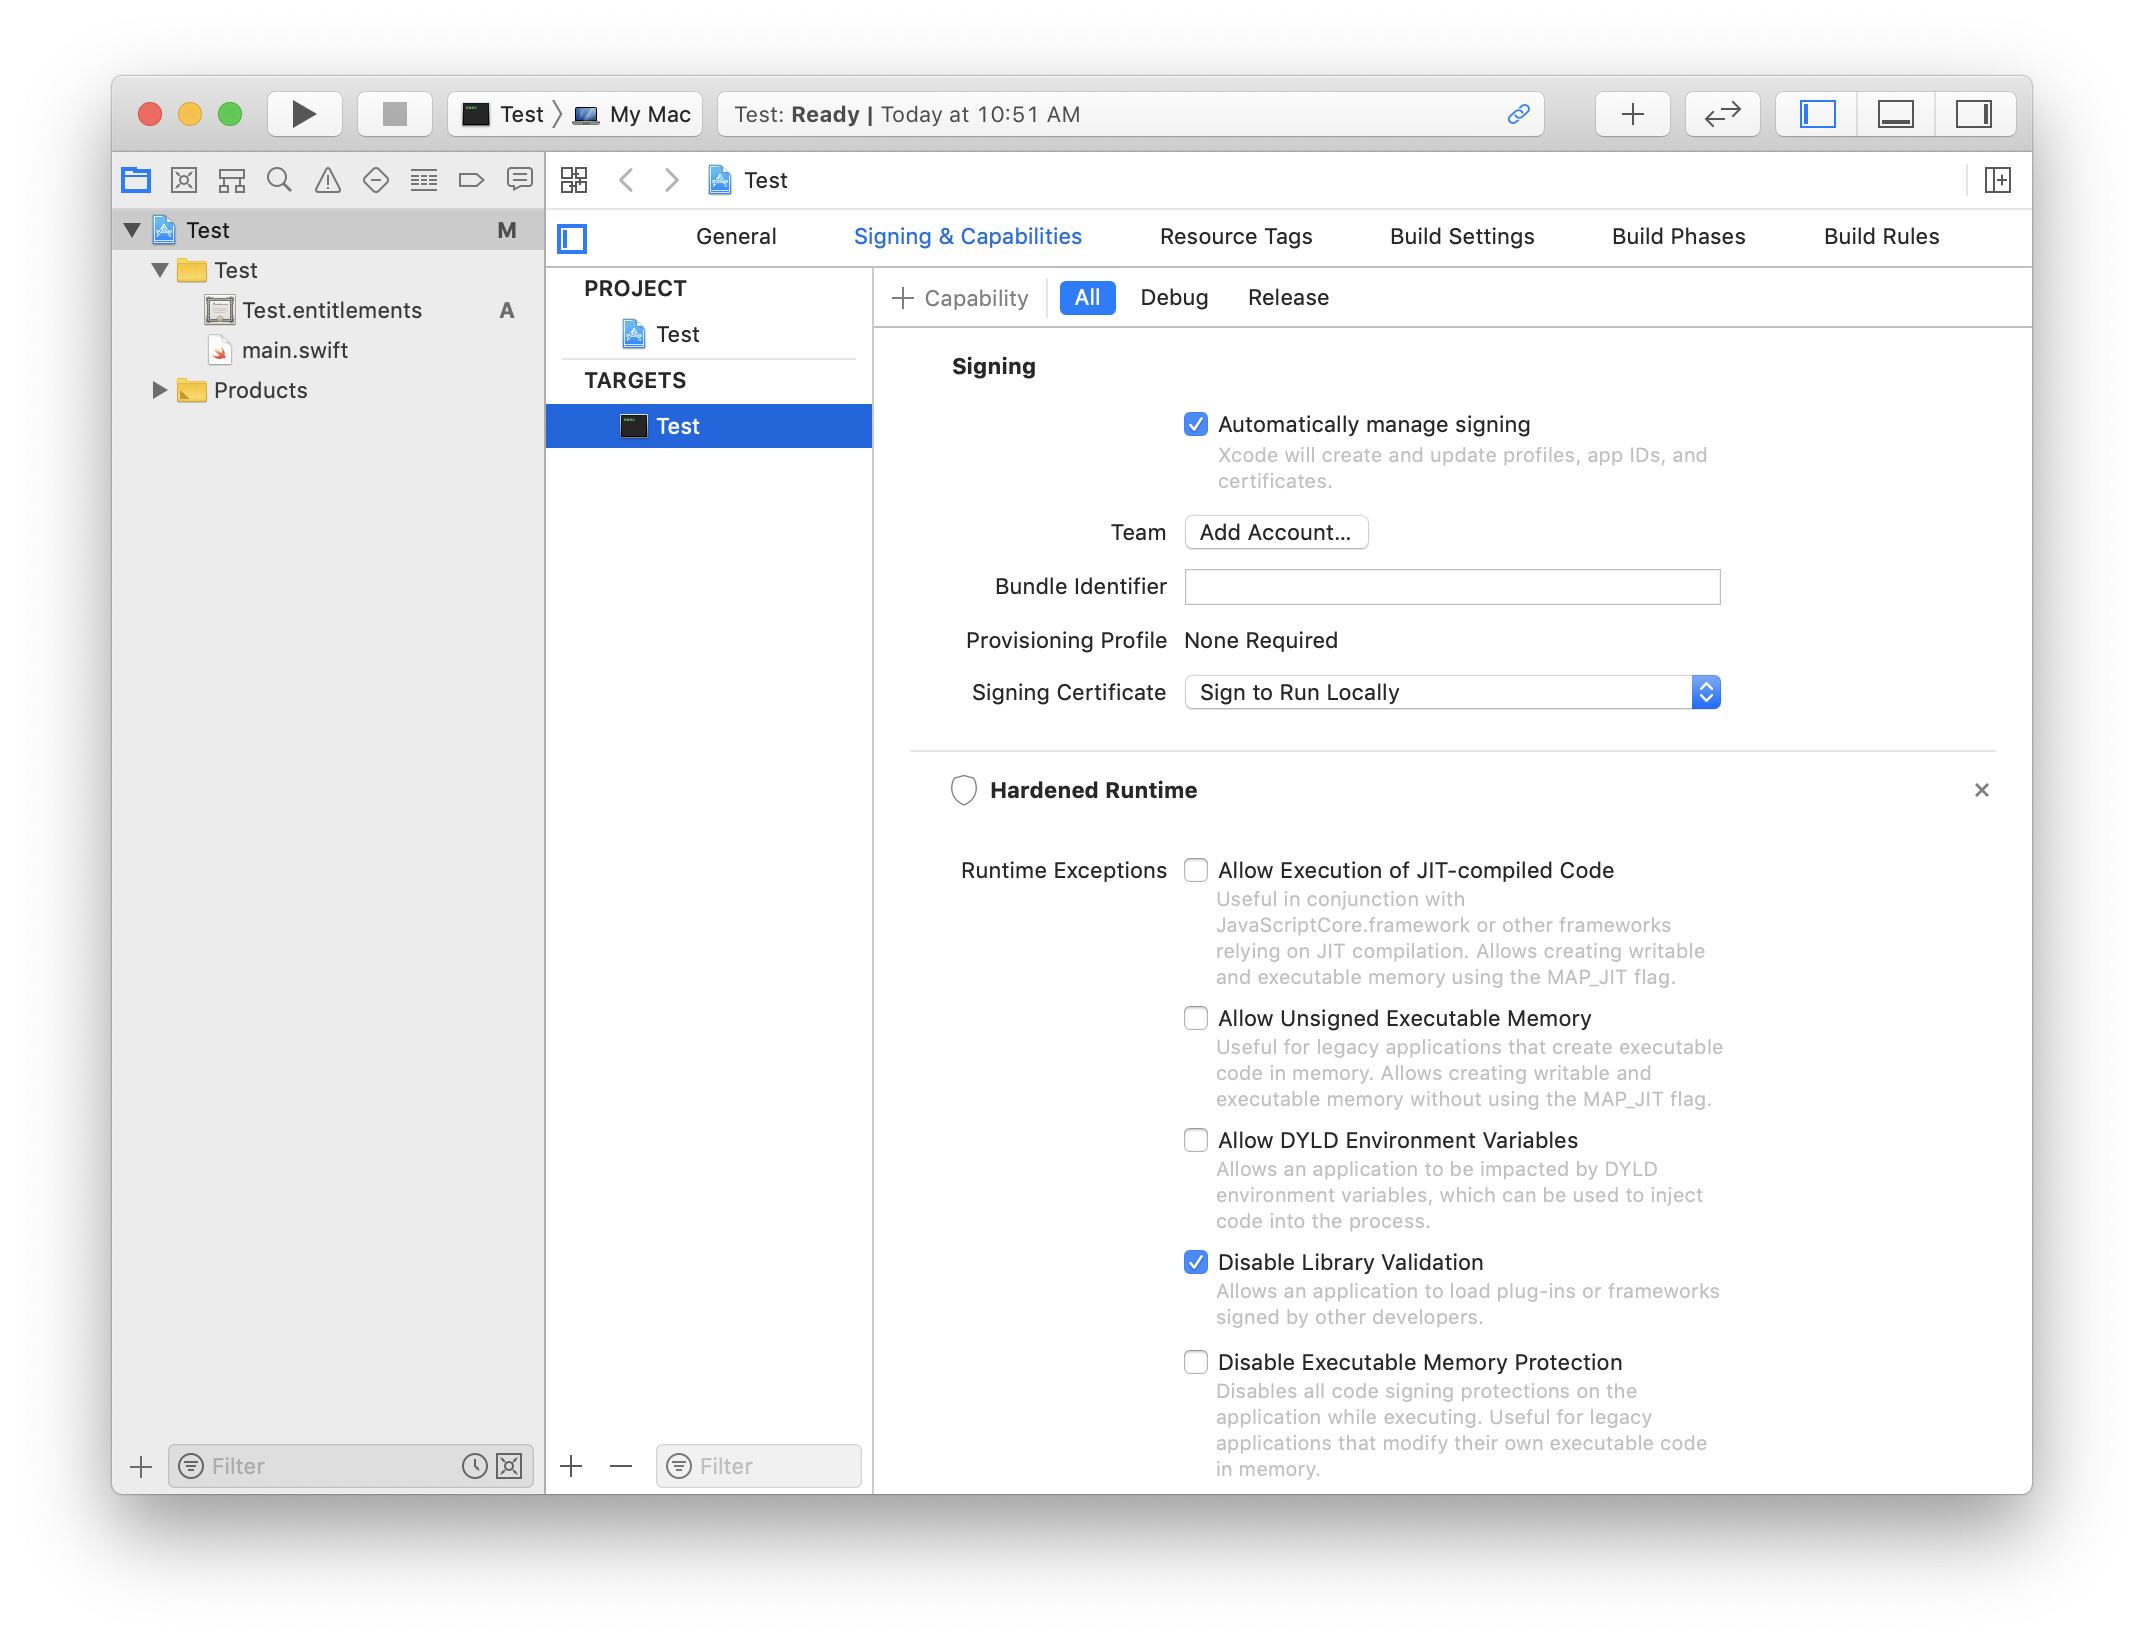 Test 〉 My Mac
Test: Ready | Today at 10:51 AM
Test M
Test
Test.entitlements A
main.swift
Products
Filter
Test
General
Signing & Capabilities
Resource Tags
Build Settings
Build Phases
Build Rules
PROJECT
Test
TARGETS
Test
Filter
Capability
All
Debug
Release
Signing
Automatically manage signing
Xcode will create and update profiles, app IDs, and
certificates.
Team Add Account...
Bundle Identifier
Provisioning Profile None Required
Signing Certificate Sign to Run Locally
Hardened Runtime
Runtime Exceptions Allow Execution of JIT-compiled Code
Useful in conjunction with
JavaScriptCore.framework or other frameworks
relying on JIT compilation. Allows creating writable
and executable memory using the MAP_JIT flag.
Allow Unsigned Executable Memory
Useful for legacy applications that create executable
code in memory. Allows creating writable and
executable memory without using the MAP_JIT flag.
Allow DYLD Environment Variables
Allows an application to be impacted by DYLD
environment variables, which can be used to inject
code into the process.
Disable Library Validation
Allows an application to load plug-ins or frameworks
signed by other developers.
Disable Executable Memory Protection
Disables all code signing protections on the
application while executing. Useful for legacy
applications that modify their own executable code
in memory.